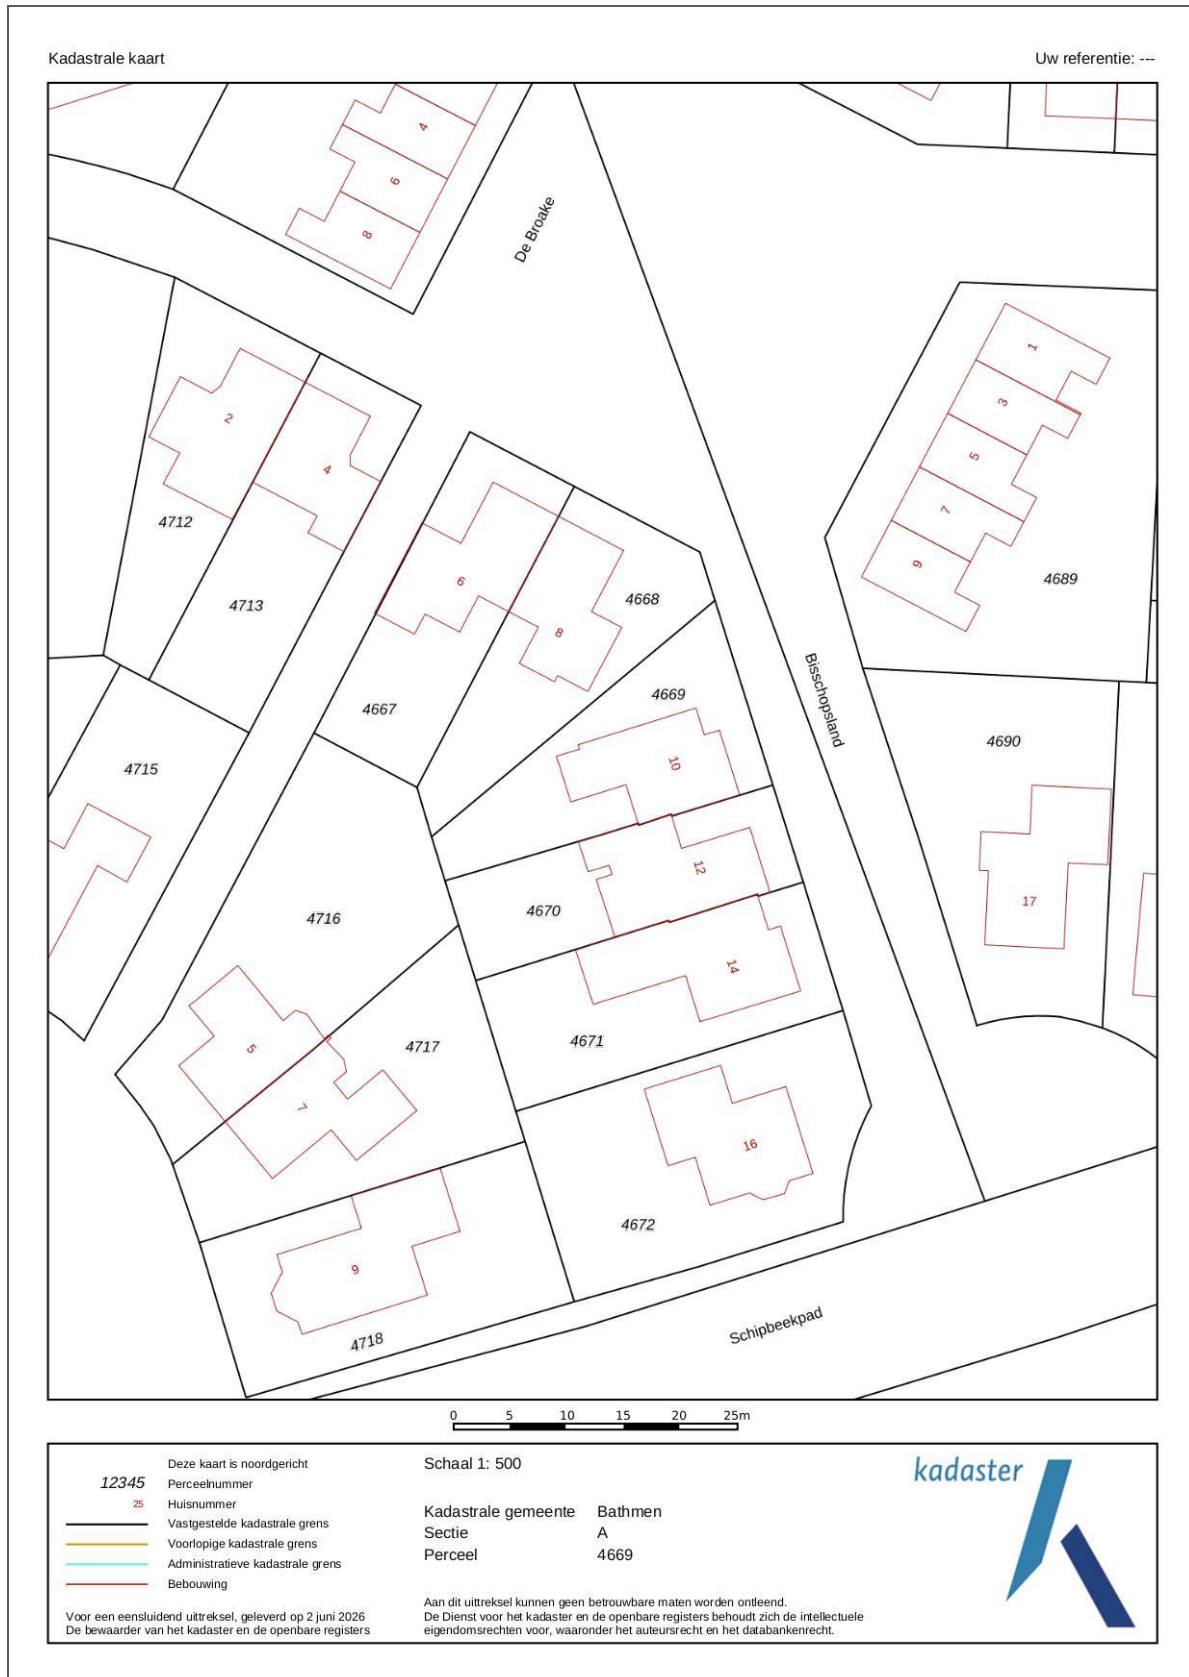 Kadastrale kaart
Uw referentie: ---
4
6
8
De Broake
1
3
5
7
9
2
4
4712
4713
6
8
4668
4689
4667
4669
Bisschopsland
4715
10
4690
12
17
4716
4670
14
5
4717
4671
7
16
4672
9
4718
Schipbeekpad
0 5 10 15 20 25m
Deze kaart is noordgericht
12345 Perceelnummer
25 Huisnummer
Vastgestelde kadastrale grens
Voorlopige kadastrale grens
Administratieve kadastrale grens
Bebouwing
Voor een eensluidend uittreksel, geleverd op 2 juni 2026
De bewaarder van het kadaster en de openbare registers
Schaal 1: 500
Kadastrale gemeente Bathmen
Sectie A
Perceel 4669
Aan dit uittreksel kunnen geen betrouwbare maten worden ontleend.
De Dienst voor het kadaster en de openbare registers behoudt zich de intellectuele
eigendomsrechten voor, waaronder het auteursrecht en het databankenrecht.
kadaster